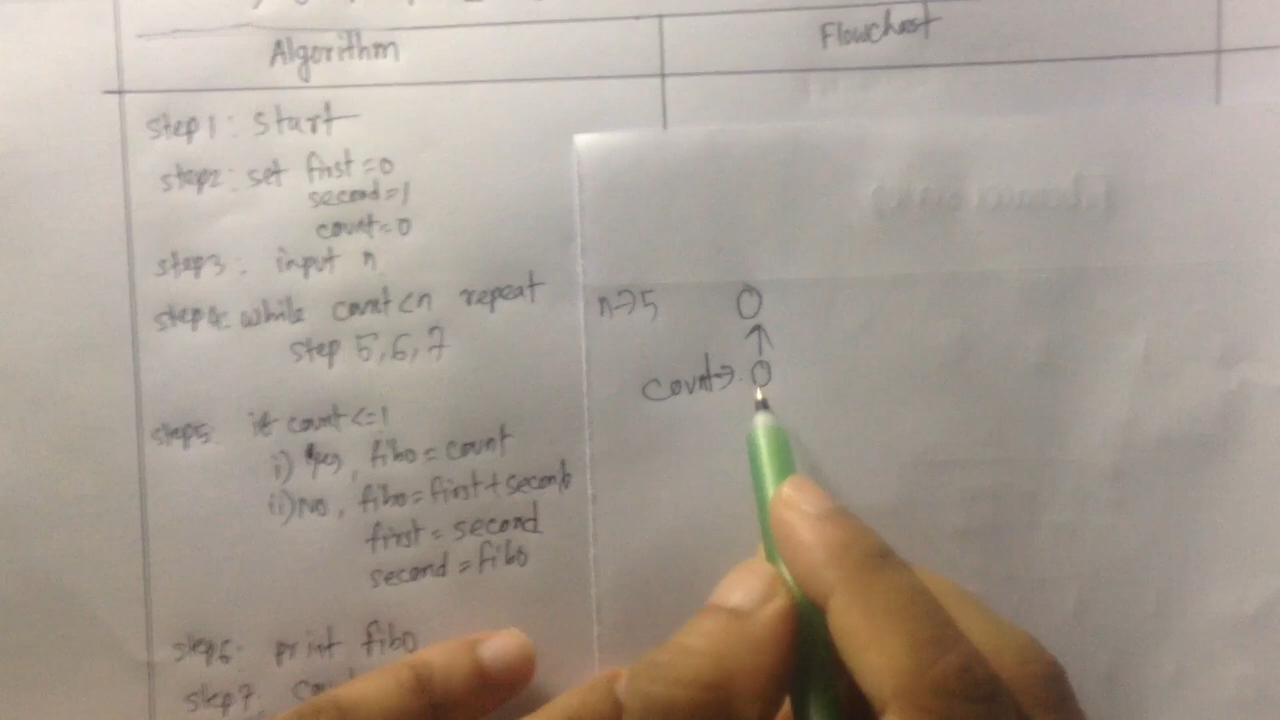 Algorithm
Flowchart
step1: start
step2: set first=0
second=1
count=0
step3: input n
step4: while count<n repeat
step 5,6,7
n→5
0
↑
count→ 0
step5: if count<=1
i) Yes, fibo=count
ii) No, fibo=first+second
first=second
second=fibo
step6: print fibo
step7: